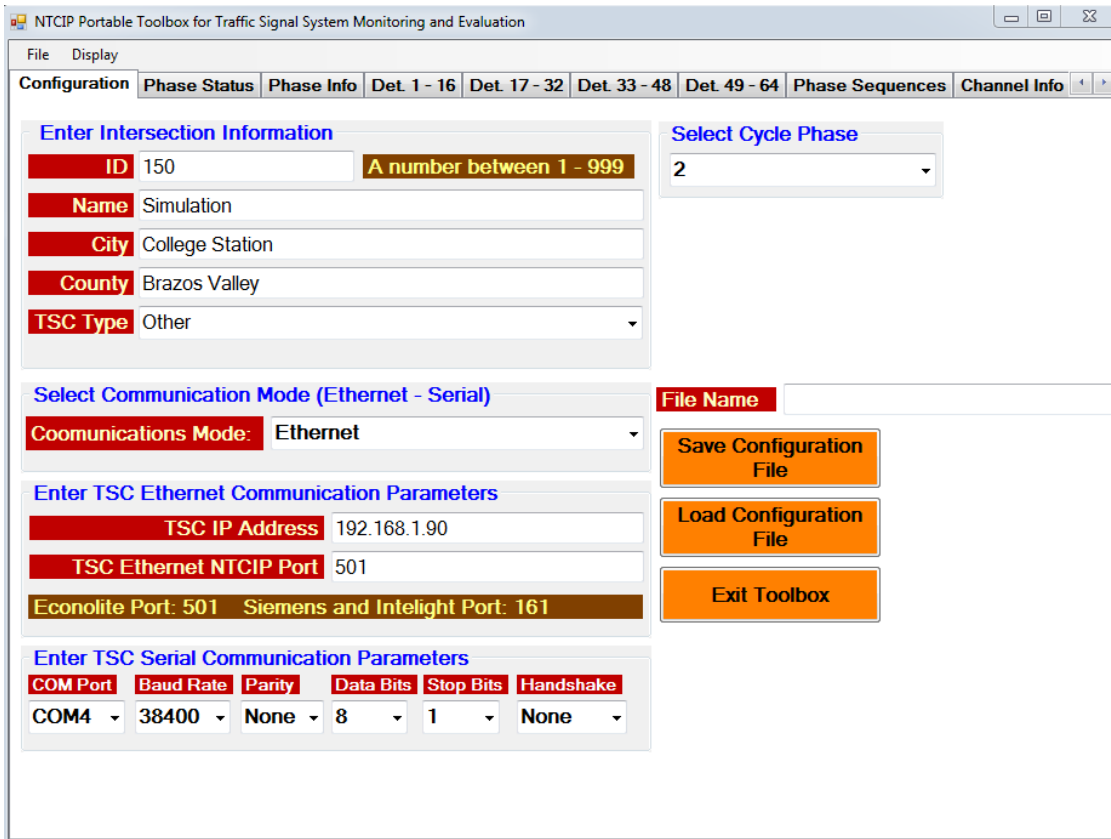 NTCIP Portable Toolbox for Traffic Signal System Monitoring and Evaluation
File Display
Configuration Phase Status Phase Info Det. 1 - 16 Det. 17 - 32 Det. 33 - 48 Det. 49 - 64 Phase Sequences Channel Info
Enter Intersection Information
ID 150 A number between 1 - 999
Name Simulation
City College Station
County Brazos Valley
TSC Type Other
Select Cycle Phase
2
Select Communication Mode (Ethernet - Serial)
Coomunications Mode: Ethernet
Enter TSC Ethernet Communication Parameters
TSC IP Address 192.168.1.90
TSC Ethernet NTCIP Port 501
Econolite Port: 501 Siemens and Intelight Port: 161
File Name
Save Configuration
File
Load Configuration
File
Exit Toolbox
Enter TSC Serial Communication Parameters
COM Port Baud Rate Parity Data Bits Stop Bits Handshake
COM4 38400 None 8 1 None